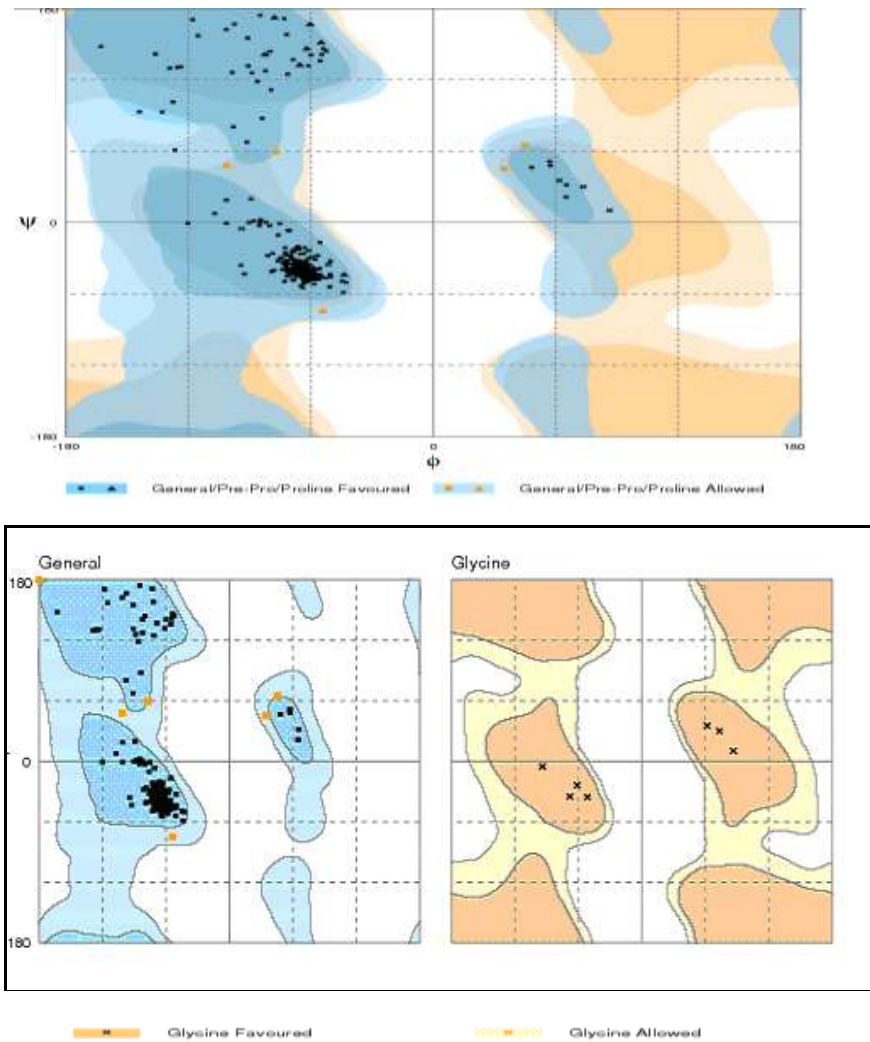 180
Ψ 0
-180
-180 0 180
φ
General/Pre-Pro/Proline Favoured General/Pre-Pro/Proline Allowed
General Glycine
180
0
180
Glycine Favoured Glycine Allowed